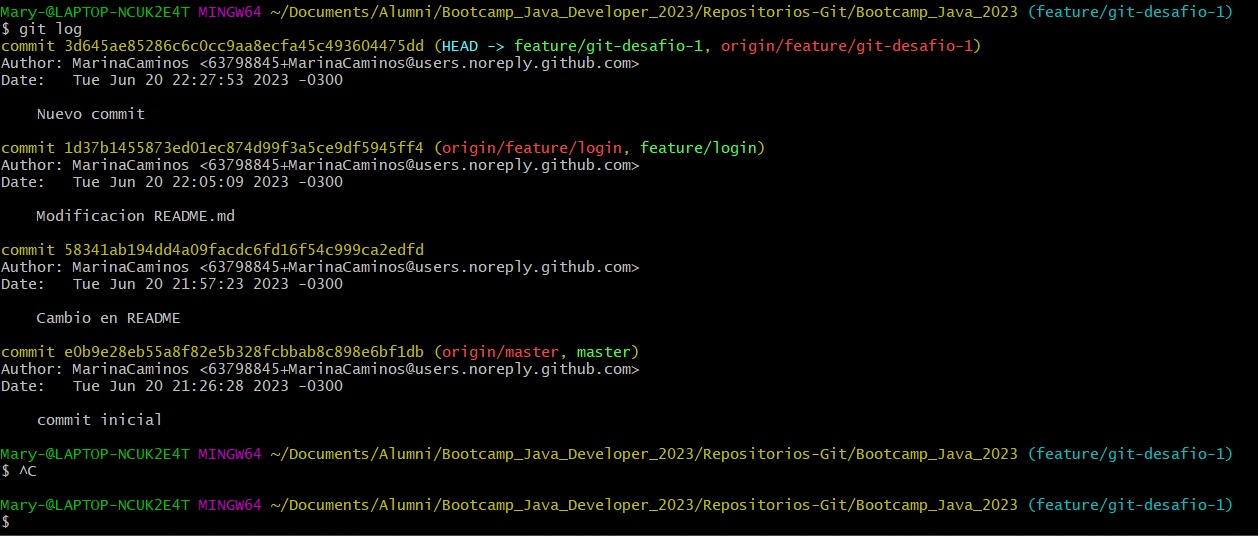 Mary-@LAPTOP-NCUK2E4T MINGW64 ~/Documents/Alumni/Bootcamp_Java_Developer_2023/Repositorios-Git/Bootcamp_Java_2023 (feature/git-desafio-1)
$ git log
commit 3d645ae85286c6c0cc9aa8ecfa45c493604475dd (HEAD -> feature/git-desafio-1, origin/feature/git-desafio-1)
Author: MarinaCaminos <63798845+MarinaCaminos@users.noreply.github.com>
Date:   Tue Jun 20 22:27:53 2023 -0300
    Nuevo commit
commit 1d37b1455873ed01ec874d99f3a5ce9df5945ff4 (origin/feature/login, feature/login)
Author: MarinaCaminos <63798845+MarinaCaminos@users.noreply.github.com>
Date:   Tue Jun 20 22:05:09 2023 -0300
    Modificacion README.md
commit 58341ab194dd4a09facdc6fd16f54c999ca2edfd
Author: MarinaCaminos <63798845+MarinaCaminos@users.noreply.github.com>
Date:   Tue Jun 20 21:57:23 2023 -0300
    Cambio en README
commit e0b9e28eb55a8f82e5b328fcbbab8c898e6bf1db (origin/master, master)
Author: MarinaCaminos <63798845+MarinaCaminos@users.noreply.github.com>
Date:   Tue Jun 20 21:26:28 2023 -0300
    commit inicial
Mary-@LAPTOP-NCUK2E4T MINGW64 ~/Documents/Alumni/Bootcamp_Java_Developer_2023/Repositorios-Git/Bootcamp_Java_2023 (feature/git-desafio-1)
$ ^C
Mary-@LAPTOP-NCUK2E4T MINGW64 ~/Documents/Alumni/Bootcamp_Java_Developer_2023/Repositorios-Git/Bootcamp_Java_2023 (feature/git-desafio-1)
$